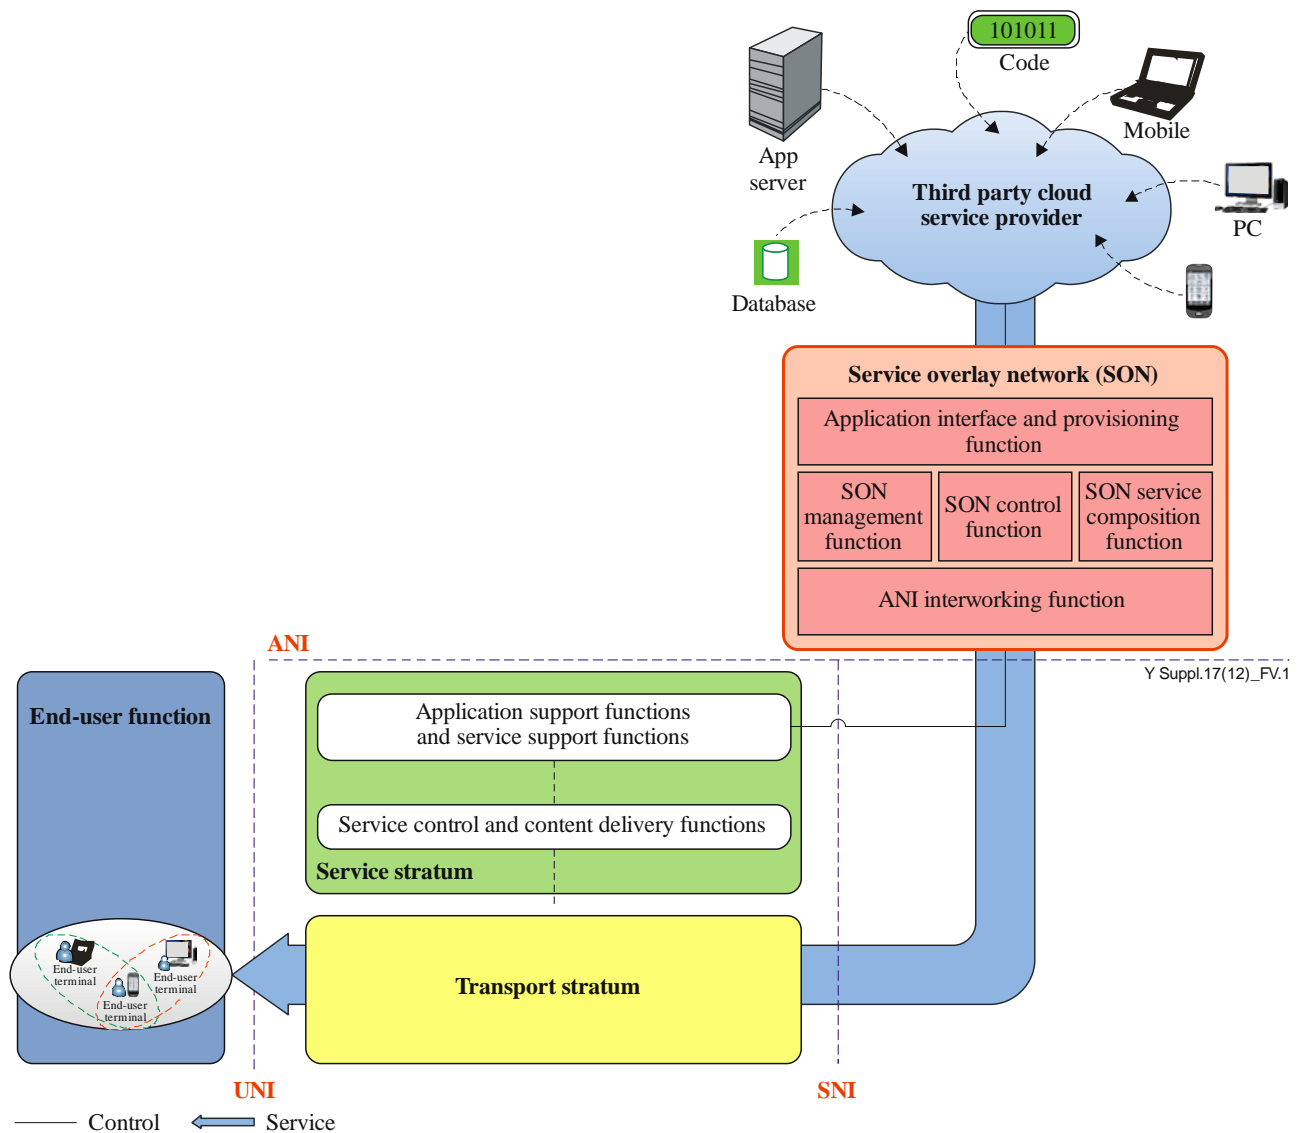 101011
Code
Mobile
App
server
Third party cloud
service provider
PC
Database
Service overlay network (SON)
Application interface and provisioning
function
SON
management
function
SON control
function
SON service
composition
function
ANI interworking function
ANI
Y Suppl.17(12)_FV.1
End-user function
Application support functions
and service support functions
Service control and content delivery functions
Service stratum
End-user
terminal
End-user
terminal
End-user
terminal
Transport stratum
UNI
SNI
Control
Service